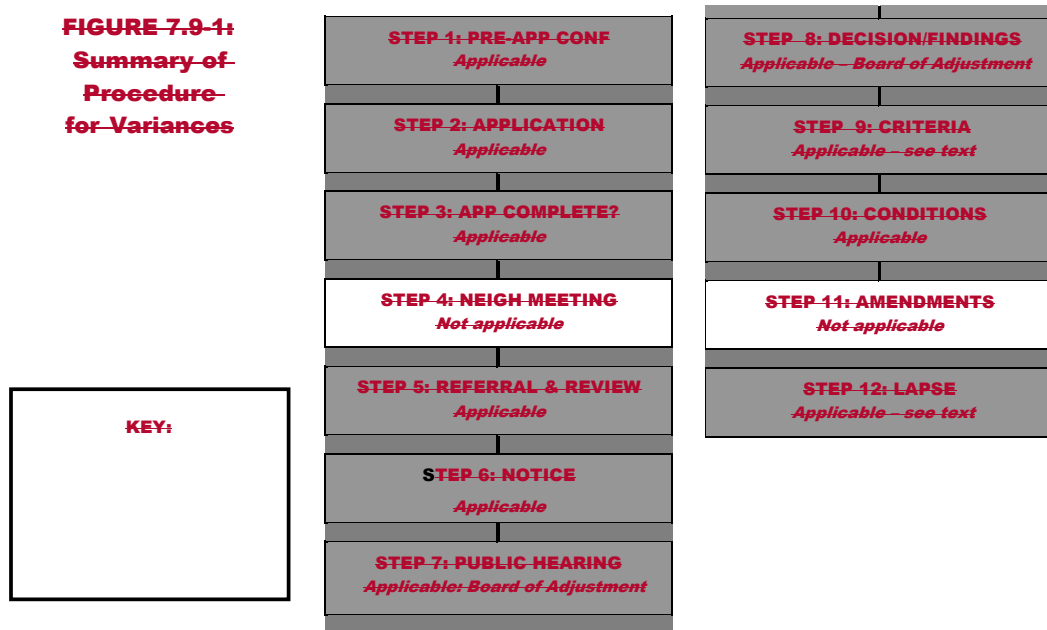 FIGURE 7.9-1:
Summary of
Procedure
for Variances
KEY:
STEP 1: PRE-APP CONF
Applicable
STEP 2: APPLICATION
Applicable
STEP 3: APP COMPLETE?
Applicable
STEP 4: NEIGH MEETING
Not applicable
STEP 5: REFERRAL & REVIEW
Applicable
STEP 6: NOTICE
Applicable
STEP 7: PUBLIC HEARING
Applicable: Board of Adjustment
STEP 8: DECISION/FINDINGS
Applicable – Board of Adjustment
STEP 9: CRITERIA
Applicable – see text
STEP 10: CONDITIONS
Applicable
STEP 11: AMENDMENTS
Not applicable
STEP 12: LAPSE
Applicable – see text